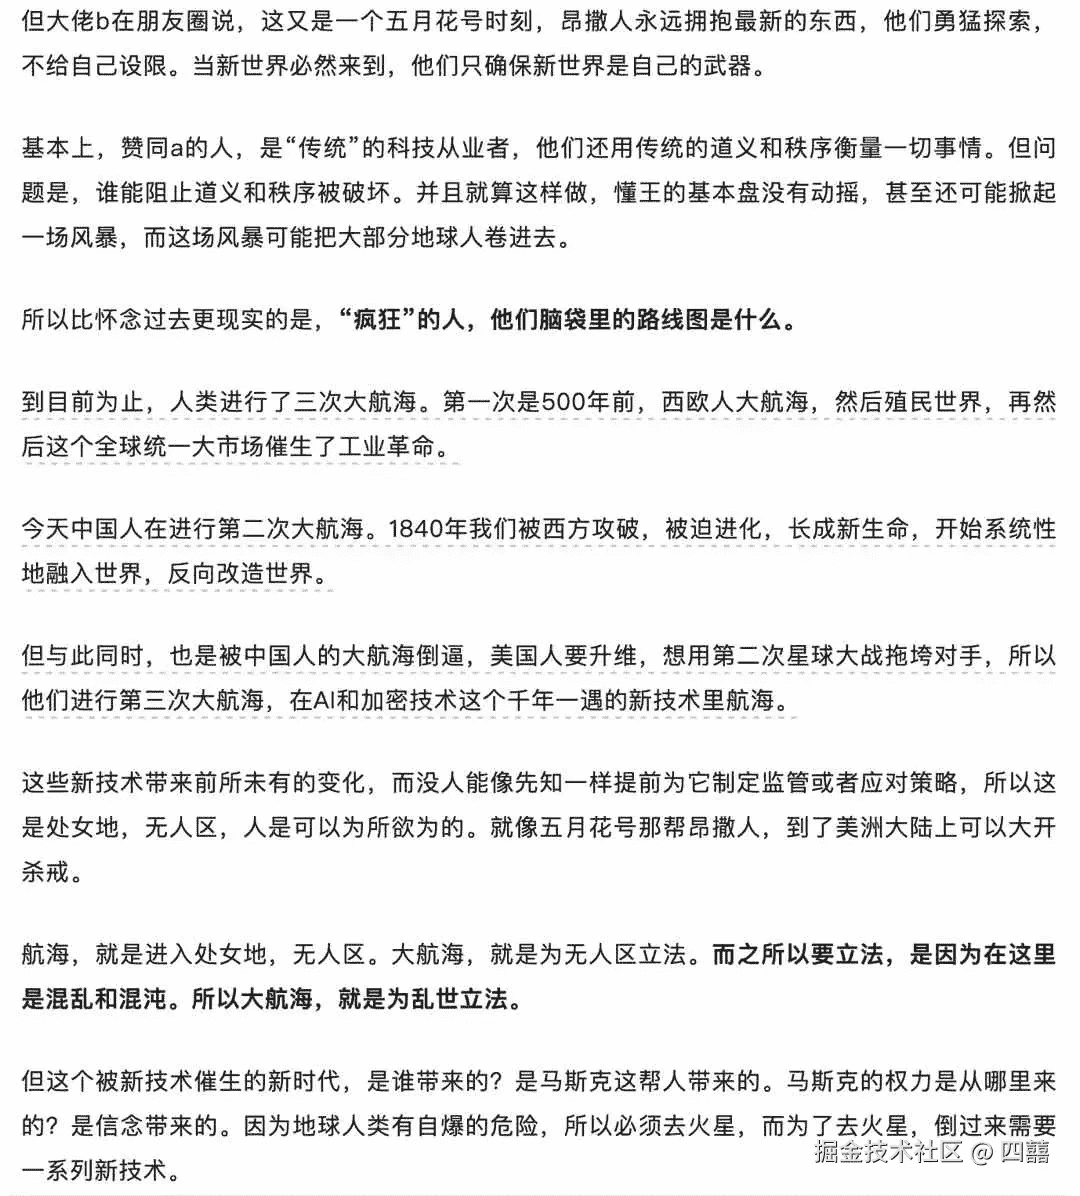 但大佬b在朋友圈说，这又是一个五月花号时刻，昂撒人永远拥抱最新的东西，他们勇猛探索，
不给自己设限。当新世界必然来到，他们只确保新世界是自己的武器。
基本上，赞同a的人，是“传统”的科技从业者，他们还用传统的道义和秩序衡量一切事情。但问
题是，谁能阻止道义和秩序被破坏。并且就算这样做，懂王的基本盘没有动摇，甚至还可能掀起
一场风暴，而这场风暴可能把大部分地球人卷进去。
所以比怀念过去更现实的是，“疯狂”的人，他们脑袋里的路线图是什么。
到目前为止，人类进行了三次大航海。第一次是500年前，西欧人大航海，然后殖民世界，再然
后这个全球统一大市场催生了工业革命。
今天中国人在进行第二次大航海。1840年我们被西方攻破，被迫进化，长成新生命，开始系统性
地融入世界，反向改造世界。
但与此同时，也是被中国人的大航海倒逼，美国人要升维，想用第二次星球大战拖垮对手，所以
他们进行第三次大航海，在AI和加密技术这个千年一遇的新技术里航海。
这些新技术带来前所未有的变化，而没人能像先知一样提前为它制定监管或者应对策略，所以这
是处女地，无人区，人是可以为所欲为的。就像五月花号那帮昂撒人，到了美洲大陆上可以大开
杀戒。
航海，就是进入处女地，无人区。大航海，就是为无人区立法。而之所以要立法，是因为在这里
是混乱和混沌。所以大航海，就是为乱世立法。
但这个被新技术催生的新时代，是谁带来的？是马斯克这帮人带来的。马斯克的权力是从哪里来
的？是信念带来的。因为地球人类有自爆的危险，所以必须去火星，而为了去火星，倒过来需要
一系列新技术。
掘金技术社区 @ 四囍